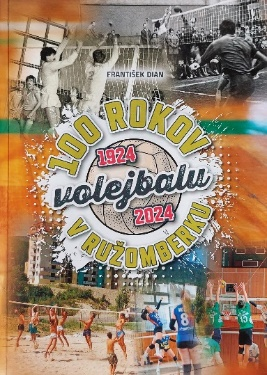 FRANTIŠEK DIAN
100 ROKOV
1924
volejbalu
2024
V RUŽOMBERKU